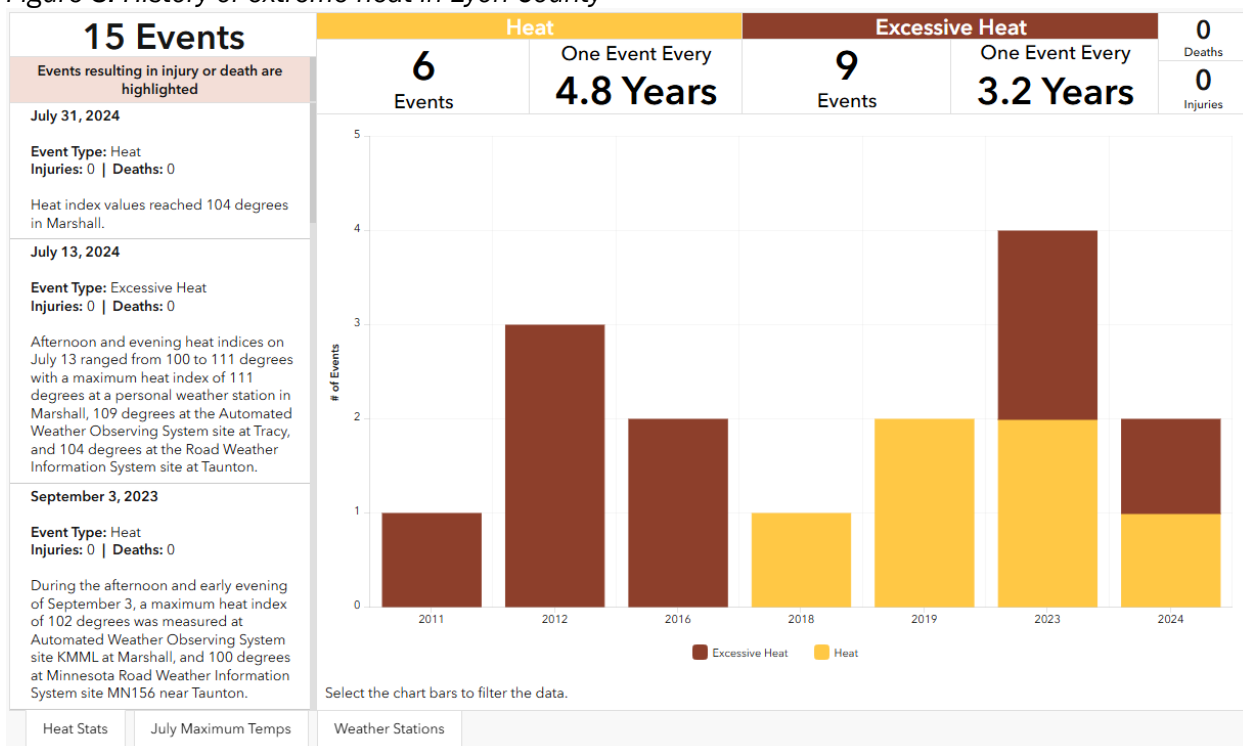 Figure 3. History of extreme heat in Lyon County
15 Events
Events resulting in injury or death are
highlighted
July 31, 2024
Event Type: Heat
Injuries: 0 | Deaths: 0
Heat index values reached 104 degrees
in Marshall.
July 13, 2024
Event Type: Excessive Heat
Injuries: 0 | Deaths: 0
Afternoon and evening heat indices on
July 13 ranged from 100 to 111 degrees
with a maximum heat index of 111
degrees at a personal weather station in
Marshall, 109 degrees at the Automated
Weather Observing System site at Tracy,
and 104 degrees at the Road Weather
Information System site at Taunton.
September 3, 2023
Event Type: Heat
Injuries: 0 | Deaths: 0
During the afternoon and early evening
of September 3, a maximum heat index
of 102 degrees was measured at
Automated Weather Observing System
site KMML at Marshall, and 100 degrees
at Minnesota Road Weather Information
System site MN156 near Taunton.
Heat
6
Events
One Event Every
4.8 Years
Excessive Heat
9
Events
One Event Every
3.2 Years
0
Deaths
0
Injuries
# of Events
5
4
3
2
1
0
2011 2012 2016 2018 2019 2023 2024
Excessive Heat Heat
Select the chart bars to filter the data.
Heat Stats July Maximum Temps Weather Stations